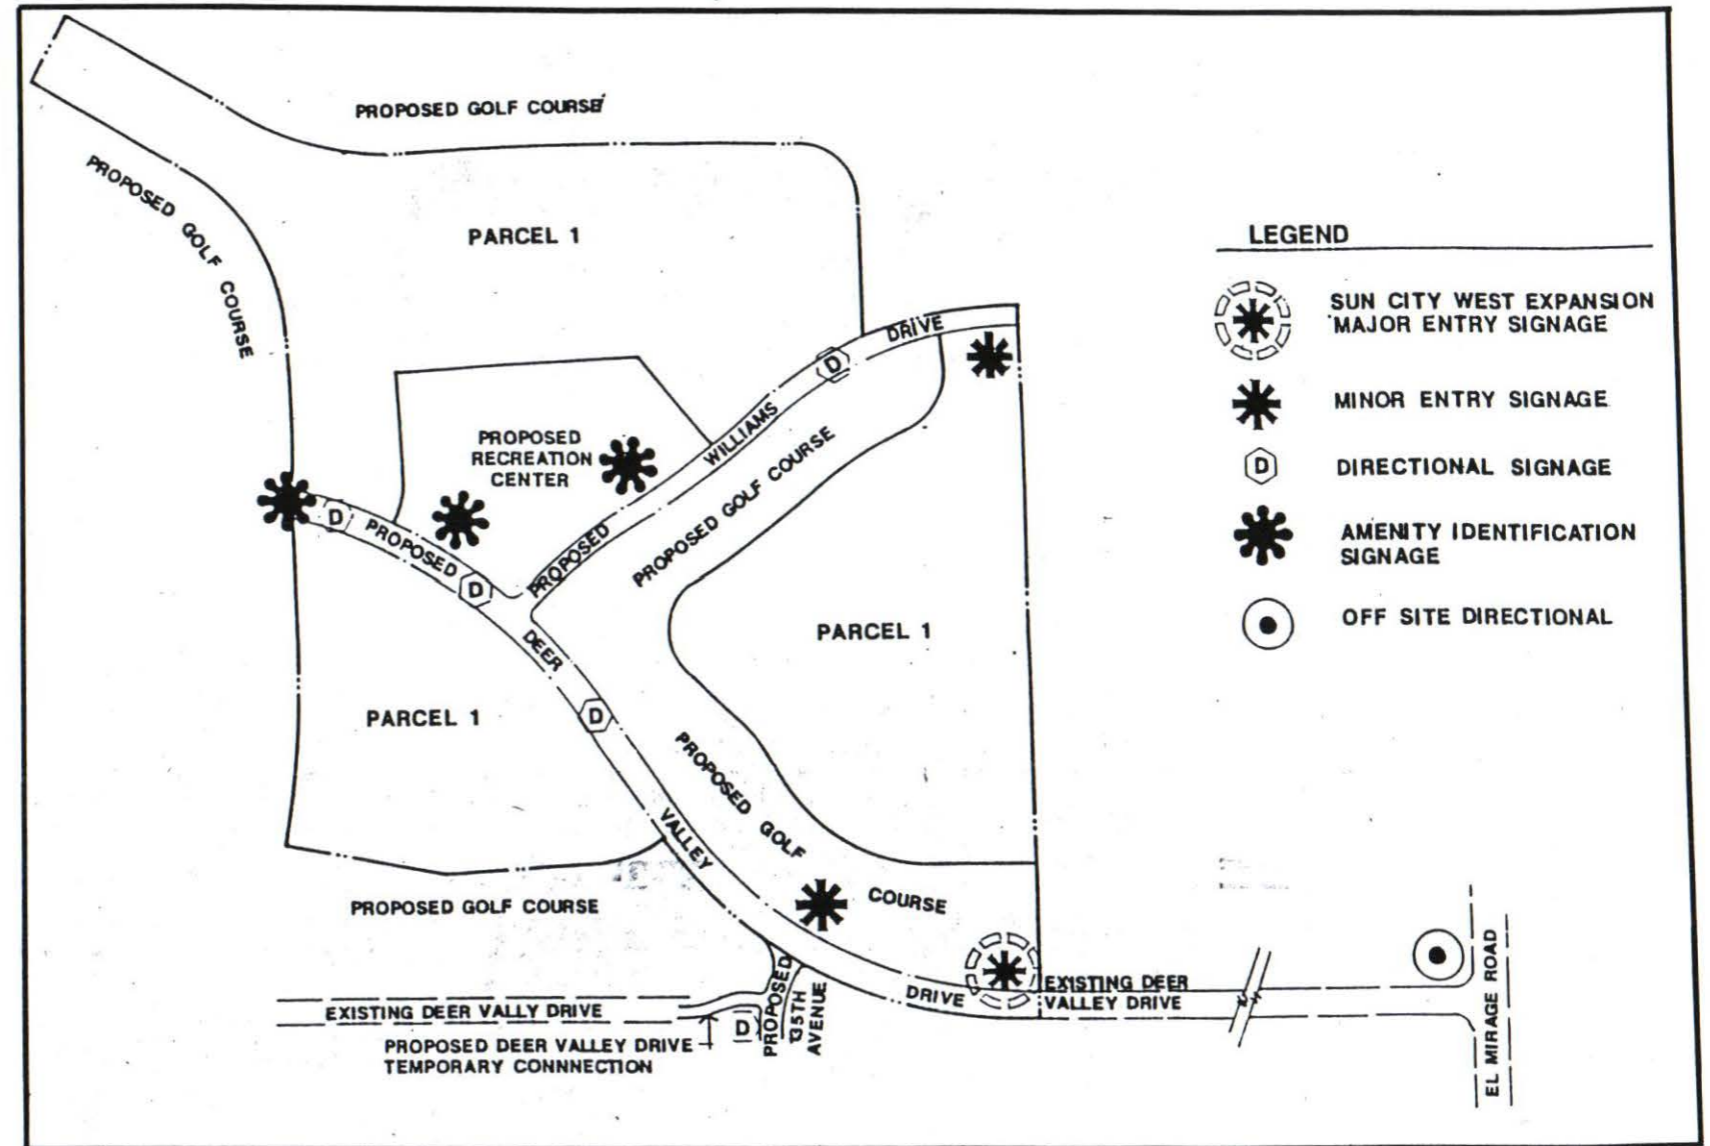 PROPOSED GOLF COURSE
PROPOSED GOLF COURSE
PARCEL 1
LEGEND
SUN CITY WEST EXPANSION
MAJOR ENTRY SIGNAGE
MINOR ENTRY SIGNAGE
D
DIRECTIONAL SIGNAGE
AMENITY IDENTIFICATION
SIGNAGE
OFF SITE DIRECTIONAL
PROPOSED WILLIAMS DRIVE
D
PROPOSED
RECREATION
CENTER
PROPOSED GOLF COURSE
D
PROPOSED DEER VALLEY DRIVE
D
D
PARCEL 1
PARCEL 1
PROPOSED GOLF COURSE
PROPOSED GOLF COURSE
EXISTING DEER VALLY DRIVE
D
PROPOSED
135TH
AVENUE
PROPOSED DEER VALLEY DRIVE
TEMPORARY CONNNECTION
EXISTING DEER
VALLEY DRIVE
EL MIRAGE ROAD